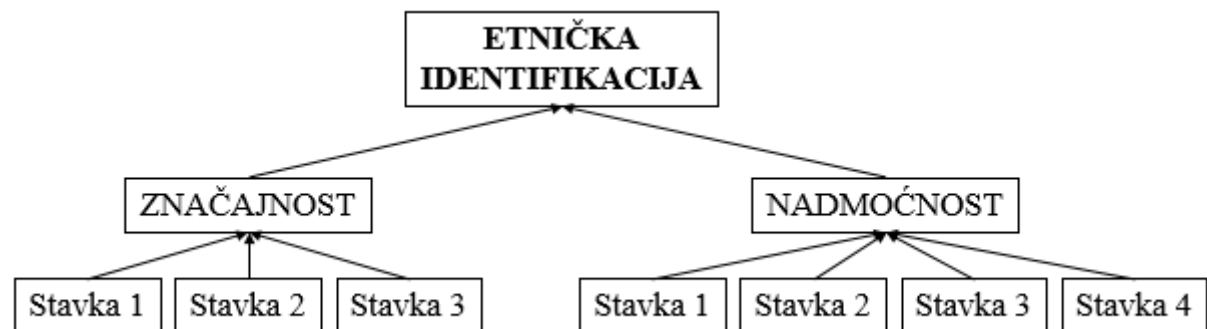 ETNIČKA
IDENTIFIKACIJA
ZNAČAJNOST
NADMOĆNOST
Stavka 1
Stavka 2
Stavka 3
Stavka 1
Stavka 2
Stavka 3
Stavka 4